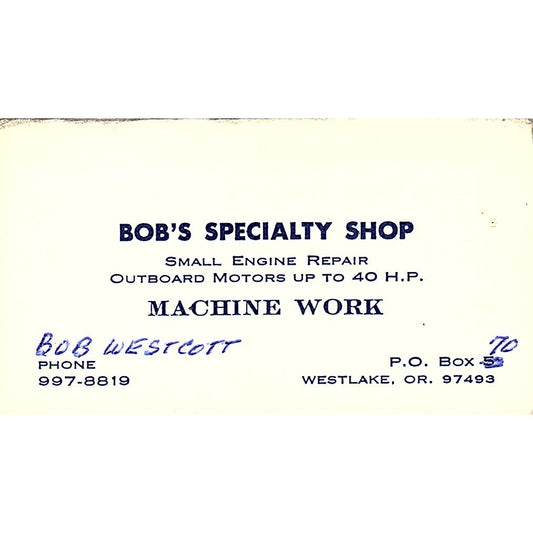 BOB'S SPECIALTY SHOP
SMALL ENGINE REPAIR
OUTBOARD MOTORS UP TO 40 H.P.
MACHINE WORK
BOB WESTCOTT
PHONE
997-8819
P.O. BOX 70
WESTLAKE, OR. 97493